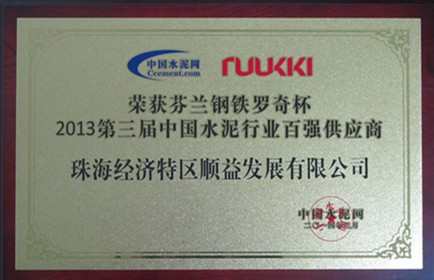 中国水泥网 RUUKKI
Ccement.com
荣获芬兰钢铁罗奇杯
2013第三届中国水泥行业百强供应商
珠海经济特区顺益发展有限公司
中国水泥网